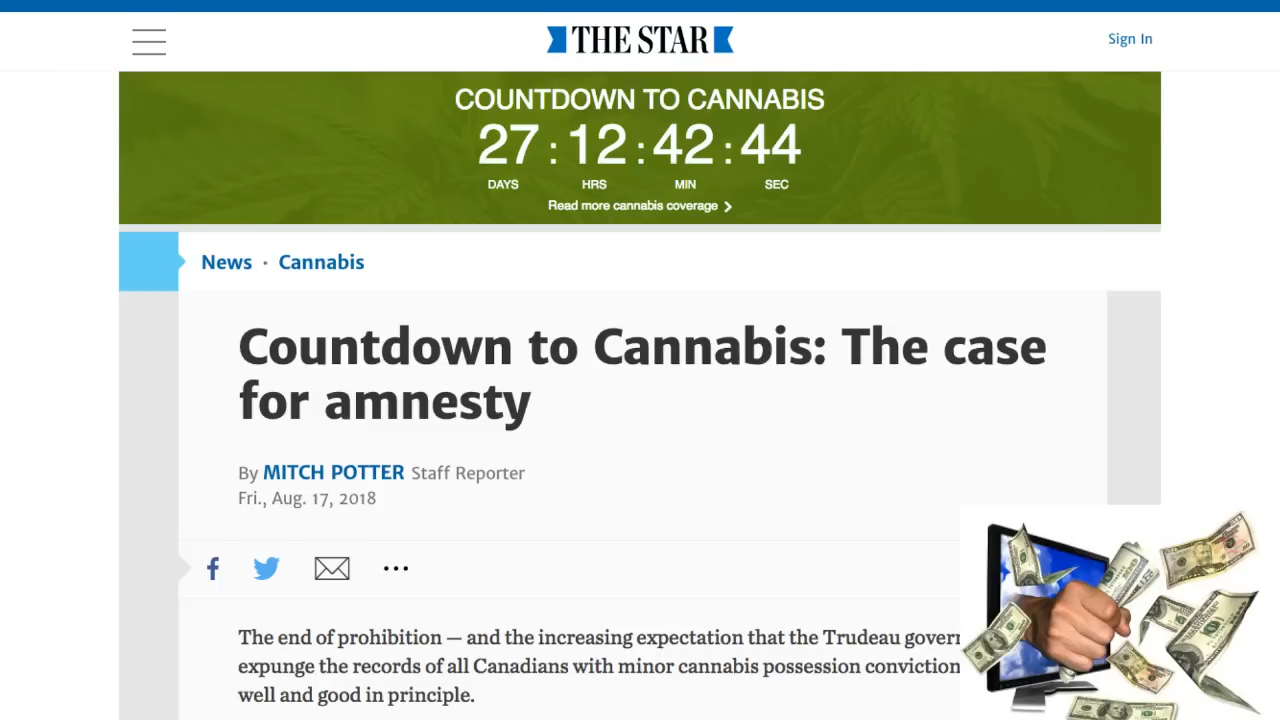 THE STAR
Sign In
COUNTDOWN TO CANNABIS
27 : 12 : 42 : 44
DAYS HRS MIN SEC
Read more cannabis coverage
News · Cannabis
Countdown to Cannabis: The case
for amnesty
By MITCH POTTER Staff Reporter
Fri., Aug. 17, 2018
The end of prohibition — and the increasing expectation that the Trudeau govern
expunge the records of all Canadians with minor cannabis possession conviction
well and good in principle.